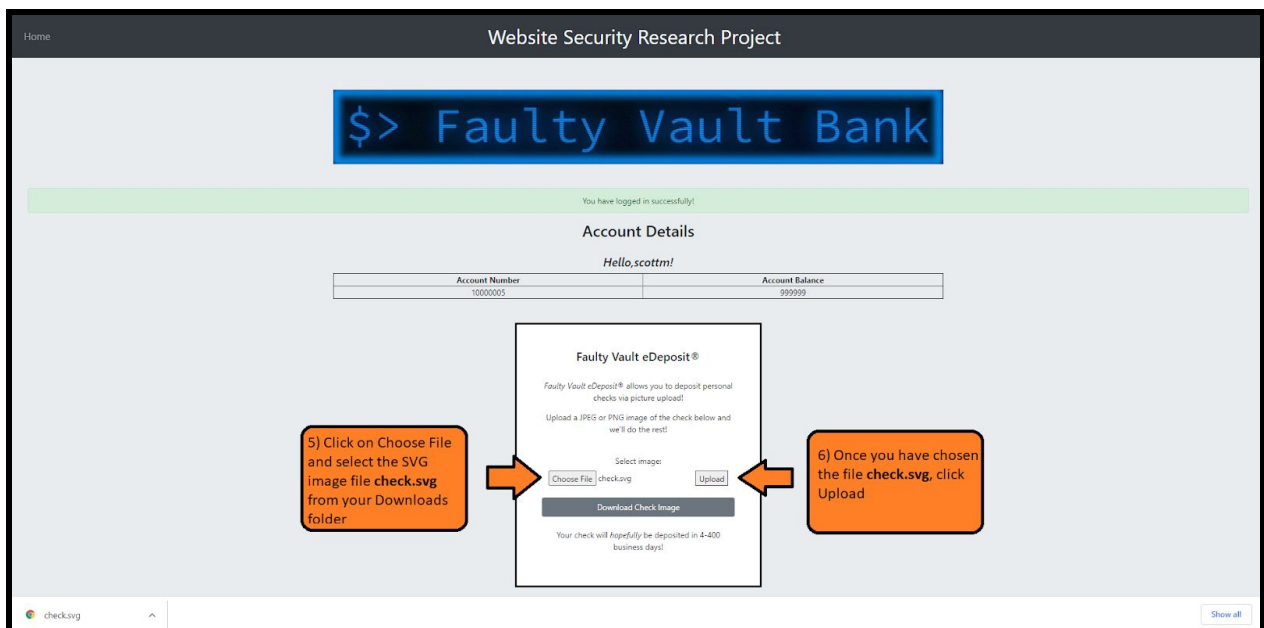 Home
Website Security Research Project
$> Faulty Vault Bank
You have logged in successfully!
Account Details
Hello,scottm!
Account Number Account Balance
10000005 999999
Faulty Vault eDeposit®
Faulty Vault eDeposit® allows you to deposit personal
checks via picture upload!
Upload a JPEG or PNG image of the check below and
we'll do the rest!
5) Click on Choose File
and select the SVG
image file check.svg
from your Downloads
folder
Select image:
Choose File check.svg Upload
6) Once you have chosen
the file check.svg, click
Upload
Download Check Image
Your check will hopefully be deposited in 4-400
business days!
check.svg
Show all